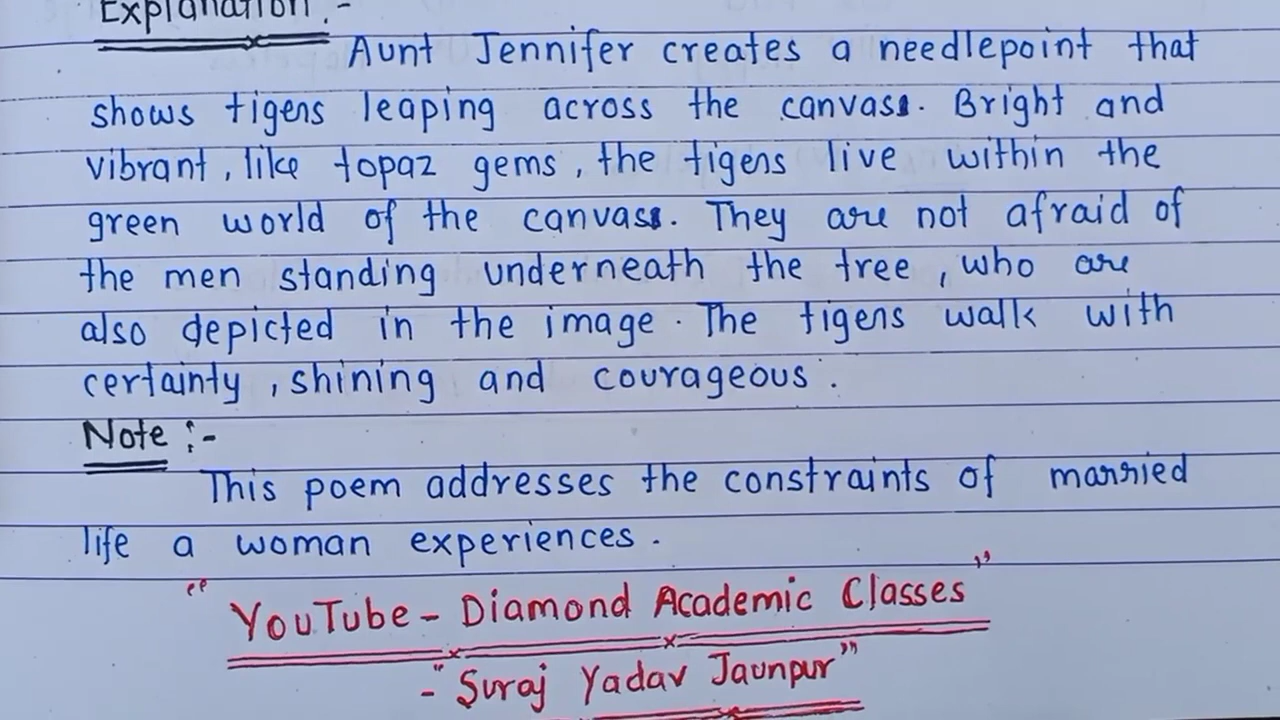 Explanation :-
Aunt Jennifer creates a needlepoint that
shows tigers leaping across the canvass. Bright and
vibrant, like topaz gems, the tigers live within the
green world of the canvass. They are not afraid of
the men standing underneath the tree, who are
also depicted in the image. The tigers walk with
certainty, shining and courageous.
Note :-
This poem addresses the constraints of married
life a woman experiences.
"YouTube - Diamond Academic Classes"
- "Suraj Yadav Jaunpur"